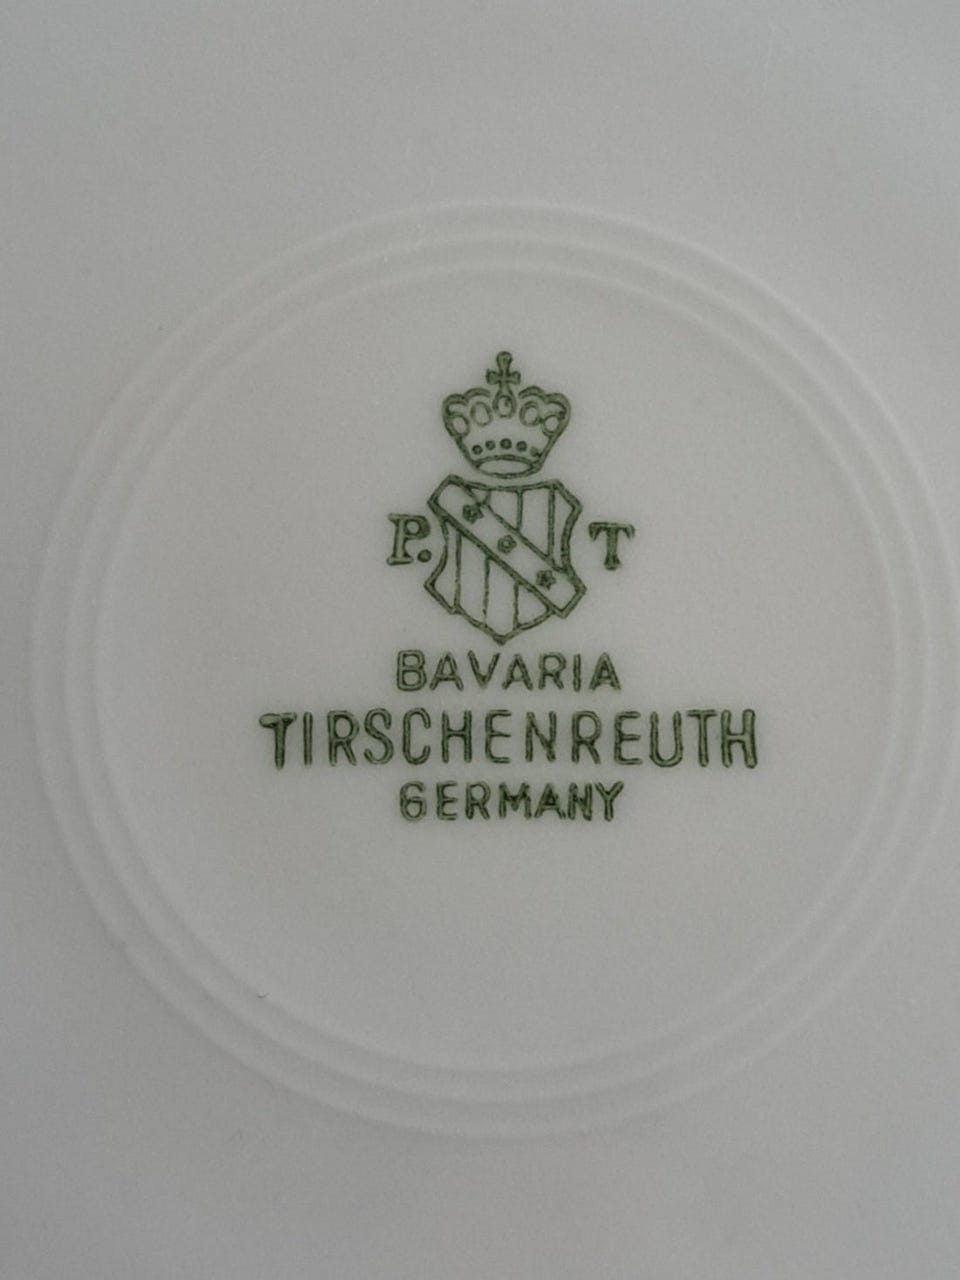 P. T
BAVARIA
TIRSCHENREUTH
GERMANY